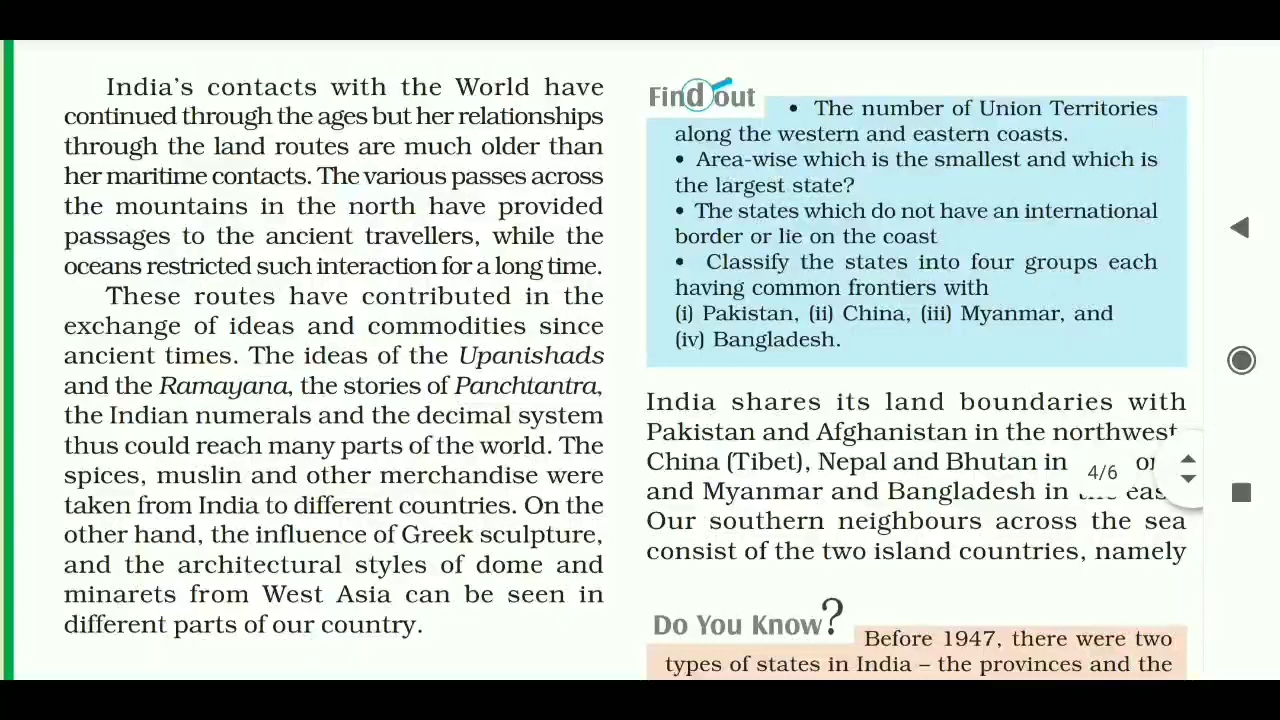 India's contacts with the World have
continued through the ages but her relationships
through the land routes are much older than
her maritime contacts. The various passes across
the mountains in the north have provided
passages to the ancient travellers, while the
oceans restricted such interaction for a long time.
These routes have contributed in the
exchange of ideas and commodities since
ancient times. The ideas of the Upanishads
and the Ramayana, the stories of Panchtantra,
the Indian numerals and the decimal system
thus could reach many parts of the world. The
spices, muslin and other merchandise were
taken from India to different countries. On the
other hand, the influence of Greek sculpture,
and the architectural styles of dome and
minarets from West Asia can be seen in
different parts of our country.
Find out
• The number of Union Territories
along the western and eastern coasts.
• Area-wise which is the smallest and which is
the largest state?
• The states which do not have an international
border or lie on the coast
• Classify the states into four groups each
having common frontiers with
(i) Pakistan, (ii) China, (iii) Myanmar, and
(iv) Bangladesh.
India shares its land boundaries with
Pakistan and Afghanistan in the northwest
China (Tibet), Nepal and Bhutan in
4/6
and Myanmar and Bangladesh in
Our southern neighbours across the sea
consist of the two island countries, namely
Do You Know?
Before 1947, there were two
types of states in India – the provinces and the